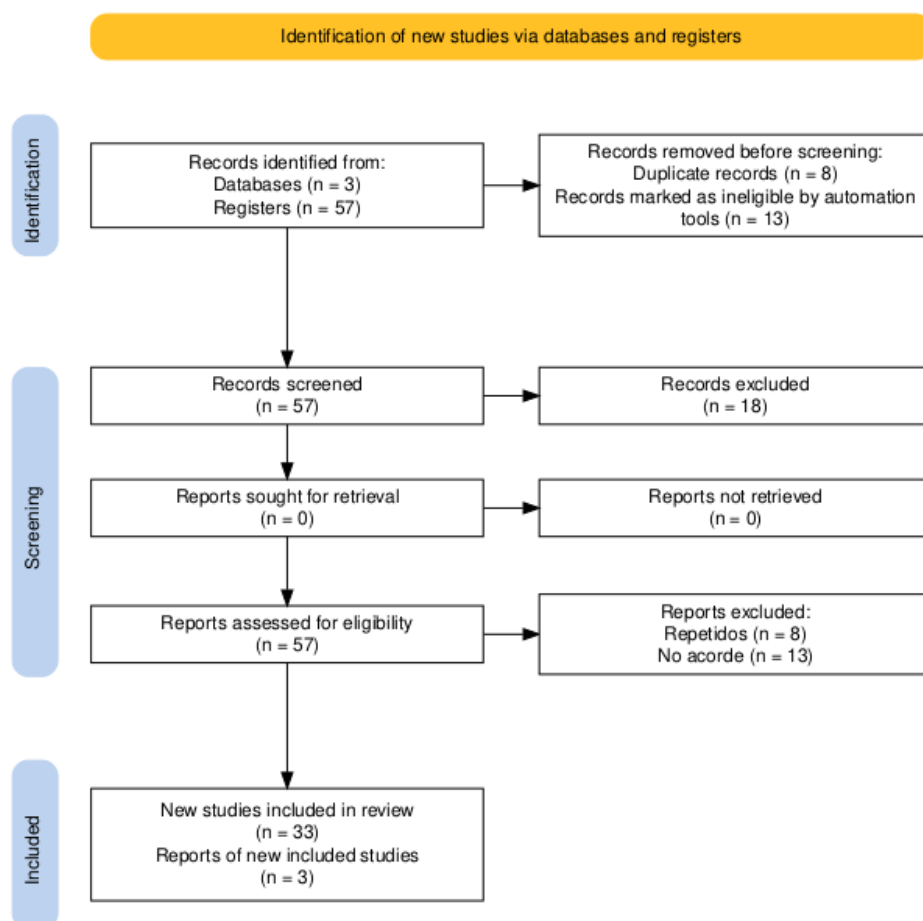 Identification of new studies via databases and registers
Identification
Records identified from:
Databases (n = 3)
Registers (n = 57)
Records removed before screening:
Duplicate records (n = 8)
Records marked as ineligible by automation
tools (n = 13)
Screening
Records screened
(n = 57)
Records excluded
(n = 18)
Reports sought for retrieval
(n = 0)
Reports not retrieved
(n = 0)
Reports assessed for eligibility
(n = 57)
Reports excluded:
Repetidos (n = 8)
No acorde (n = 13)
Included
New studies included in review
(n = 33)
Reports of new included studies
(n = 3)